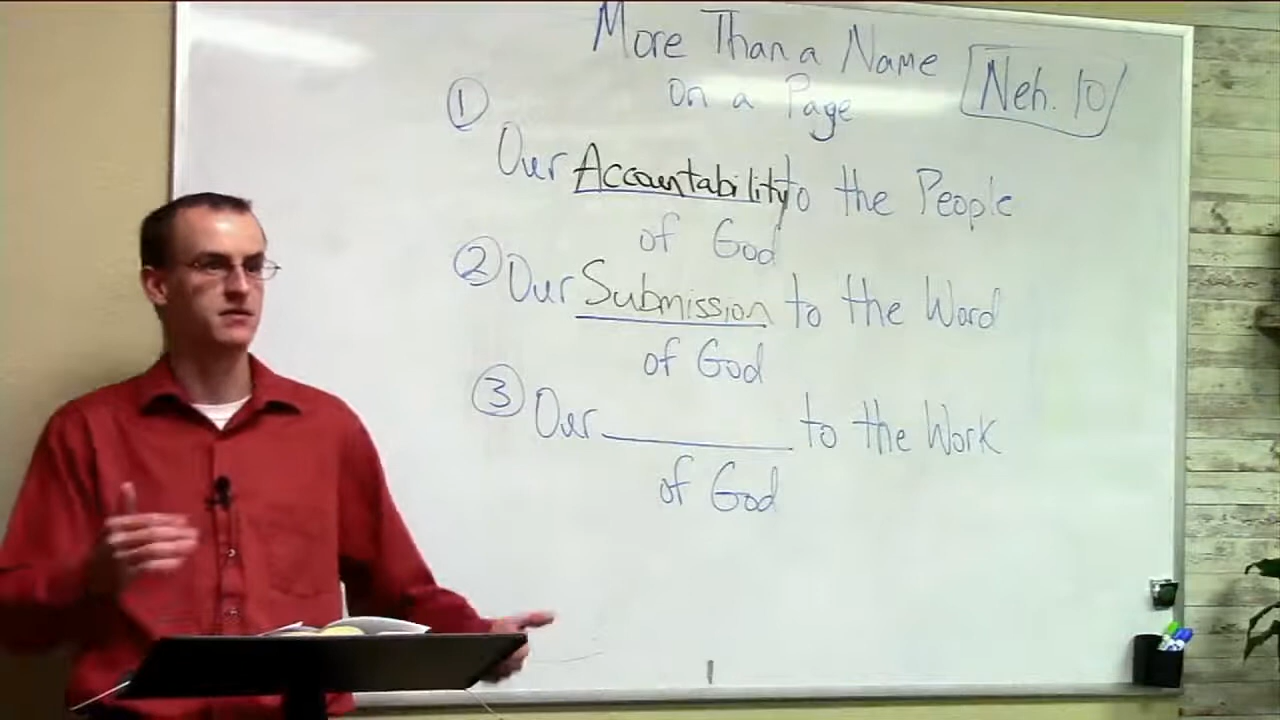 More Than a Name
on a Page
Neh. 10
①
Our Accountability to the People
of God
② Our Submission to the Word
of God
③ Our __________ to the Work
of God